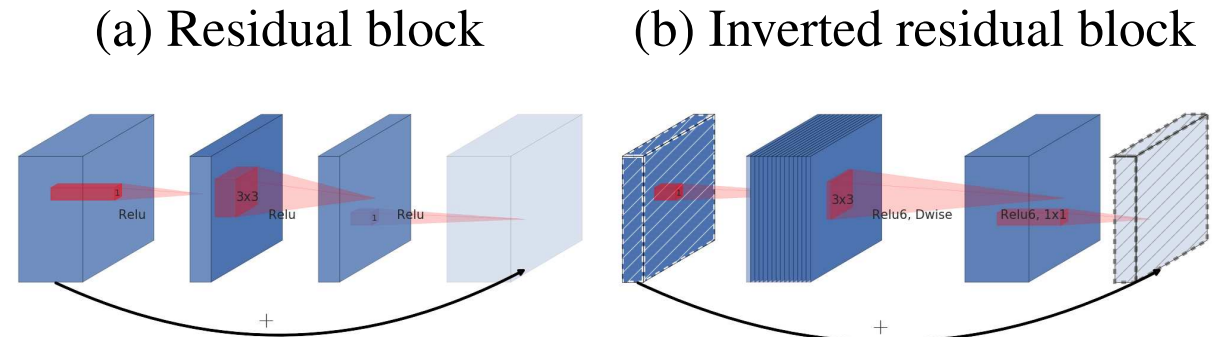 (a) Residual block
(b) Inverted residual block
1
Relu
3x3
Relu
1
Relu
+
1
3x3
Relu6, Dwise
Relu6, 1x1
+